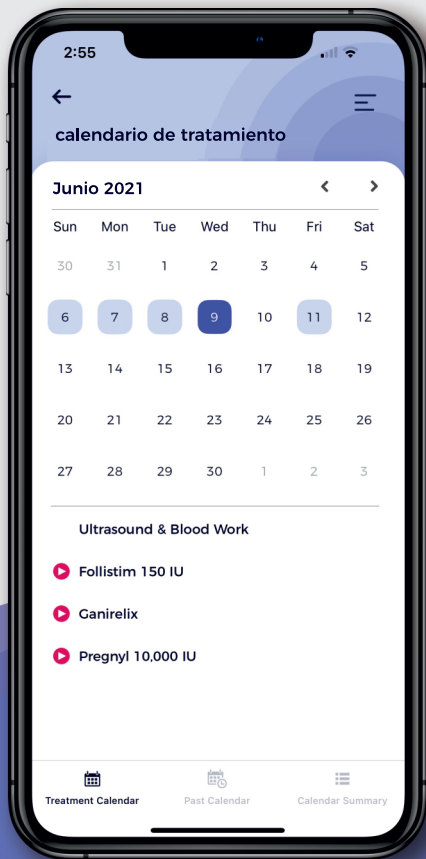 2:55
calendario de tratamiento
Junio 2021
Sun Mon Tue Wed Thu Fri Sat
30 31 1 2 3 4 5
6 7 8 9 10 11 12
13 14 15 16 17 18 19
20 21 22 23 24 25 26
27 28 29 30 1 2 3
Ultrasound & Blood Work
Follistim 150 IU
Ganirelix
Pregnyl 10,000 IU
Treatment Calendar Past Calendar Calendar Summary